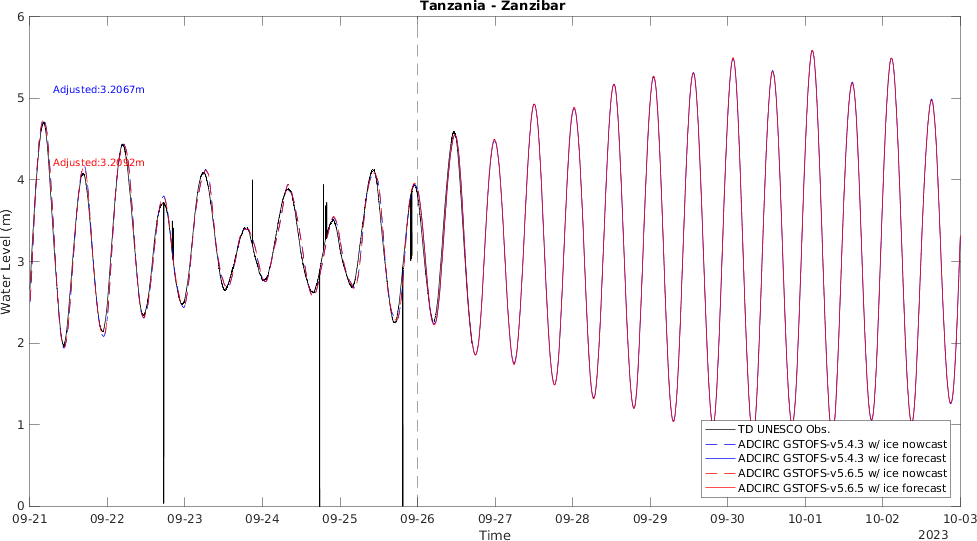 Tanzania - Zanzibar
Water Level (m)
6
5
4
3
2
1
0
Adjusted:3.2067m
Adjusted:3.2092m
TD UNESCO Obs.
ADCIRC GSTOFS-v5.4.3 w/ ice nowcast
ADCIRC GSTOFS-v5.4.3 w/ ice forecast
ADCIRC GSTOFS-v5.6.5 w/ ice nowcast
ADCIRC GSTOFS-v5.6.5 w/ ice forecast
09-21 09-22 09-23 09-24 09-25 09-26 09-27 09-28 09-29 09-30 10-01 10-02 10-03
Time
2023